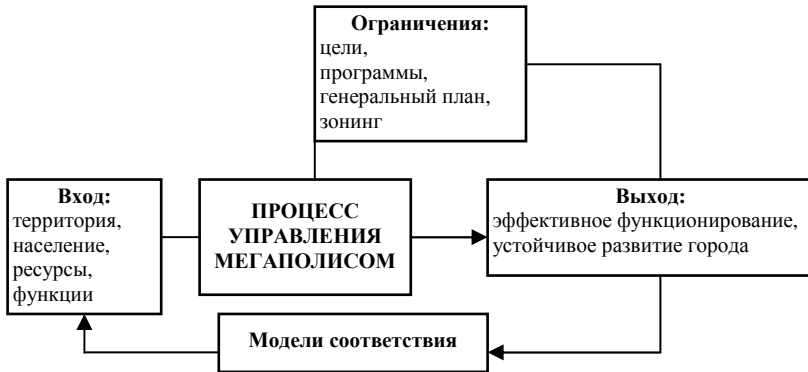 Ограничения:
цели,
программы,
генеральный план,
зонинг
Вход:
территория,
население,
ресурсы,
функции
ПРОЦЕСС
УПРАВЛЕНИЯ
МЕГАПОЛИСОМ
Выход:
эффективное функционирование,
устойчивое развитие города
Модели соответствия